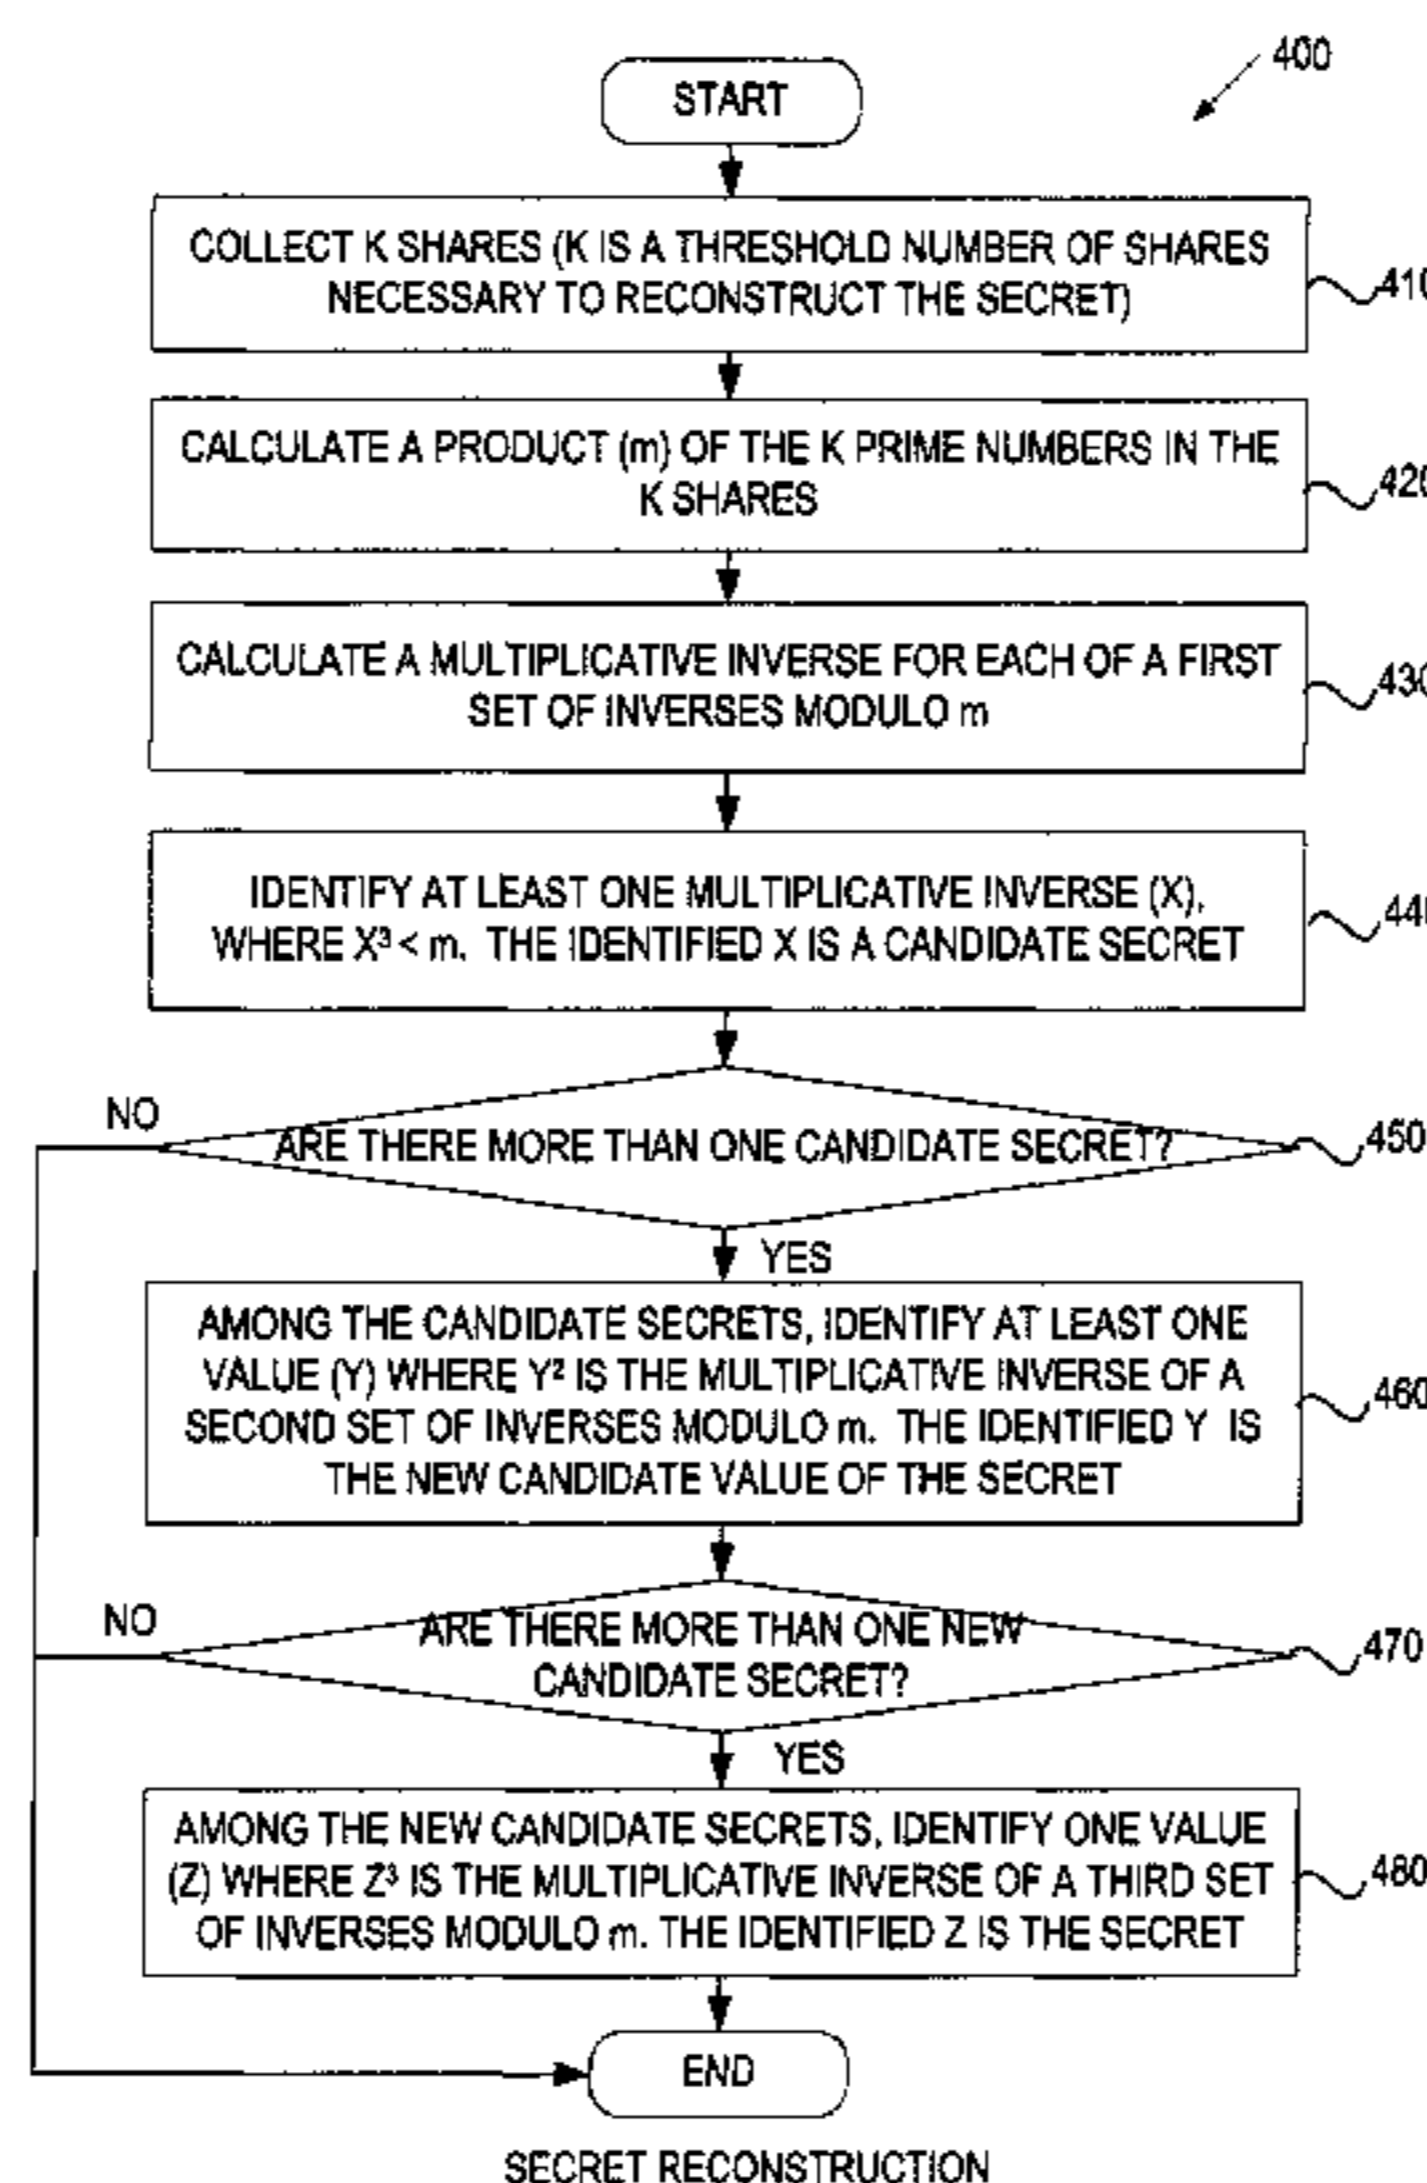 400
START
COLLECT K SHARES (K IS A THRESHOLD NUMBER OF SHARES
NECESSARY TO RECONSTRUCT THE SECRET)
410
CALCULATE A PRODUCT (m) OF THE K PRIME NUMBERS IN THE
K SHARES
420
CALCULATE A MULTIPLICATIVE INVERSE FOR EACH OF A FIRST
SET OF INVERSES MODULO m
430
IDENTIFY AT LEAST ONE MULTIPLICATIVE INVERSE (X),
WHERE X³ < m. THE IDENTIFIED X IS A CANDIDATE SECRET
440
NO
ARE THERE MORE THAN ONE CANDIDATE SECRET?
450
YES
AMONG THE CANDIDATE SECRETS, IDENTIFY AT LEAST ONE
VALUE (Y) WHERE Y² IS THE MULTIPLICATIVE INVERSE OF A
SECOND SET OF INVERSES MODULO m. THE IDENTIFIED Y IS
THE NEW CANDIDATE VALUE OF THE SECRET
460
NO
ARE THERE MORE THAN ONE NEW
CANDIDATE SECRET?
470
YES
AMONG THE NEW CANDIDATE SECRETS, IDENTIFY ONE VALUE
(Z) WHERE Z³ IS THE MULTIPLICATIVE INVERSE OF A THIRD SET
OF INVERSES MODULO m. THE IDENTIFIED Z IS THE SECRET
480
END
SECRET RECONSTRUCTION